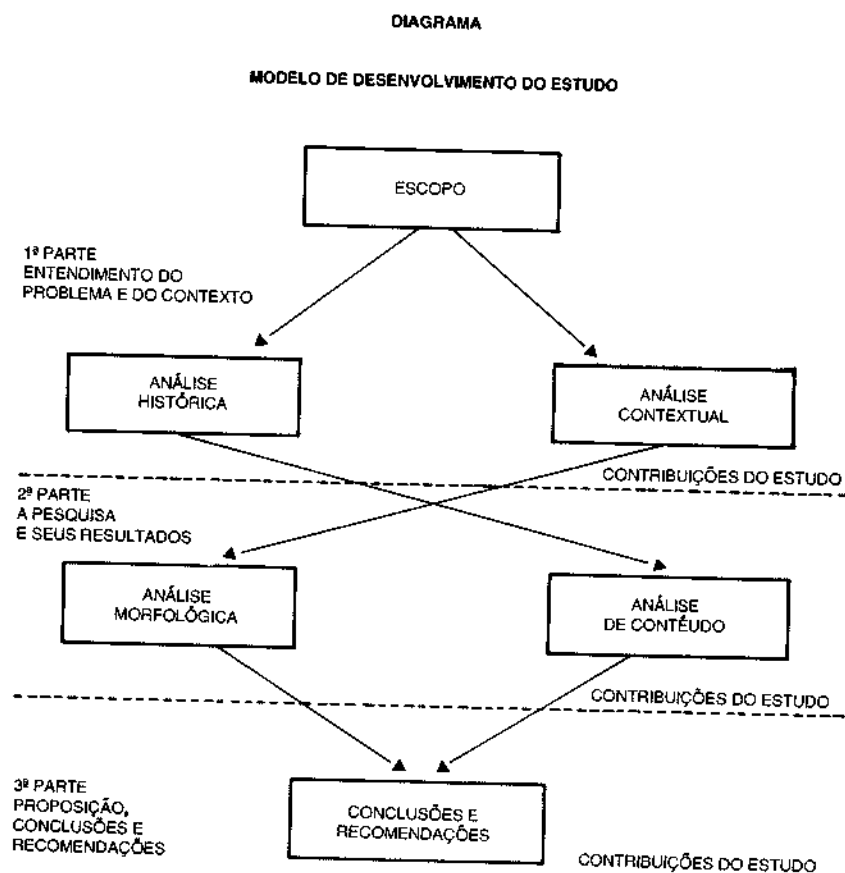 DIAGRAMA
MODELO DE DESENVOLVIMENTO DO ESTUDO
ESCOPO
1ª PARTE
ENTENDIMENTO DO
PROBLEMA E DO CONTEXTO
ANÁLISE
HISTÓRICA
ANÁLISE
CONTEXTUAL
CONTRIBUIÇÕES DO ESTUDO
2ª PARTE
A PESQUISA
E SEUS RESULTADOS
ANÁLISE
MORFOLÓGICA
ANÁLISE
DE CONTÉUDO
CONTRIBUIÇÕES DO ESTUDO
3ª PARTE
PROPOSIÇÃO,
CONCLUSÕES E
RECOMENDAÇÕES
CONCLUSÕES E
RECOMENDAÇÕES
CONTRIBUIÇÕES DO ESTUDO